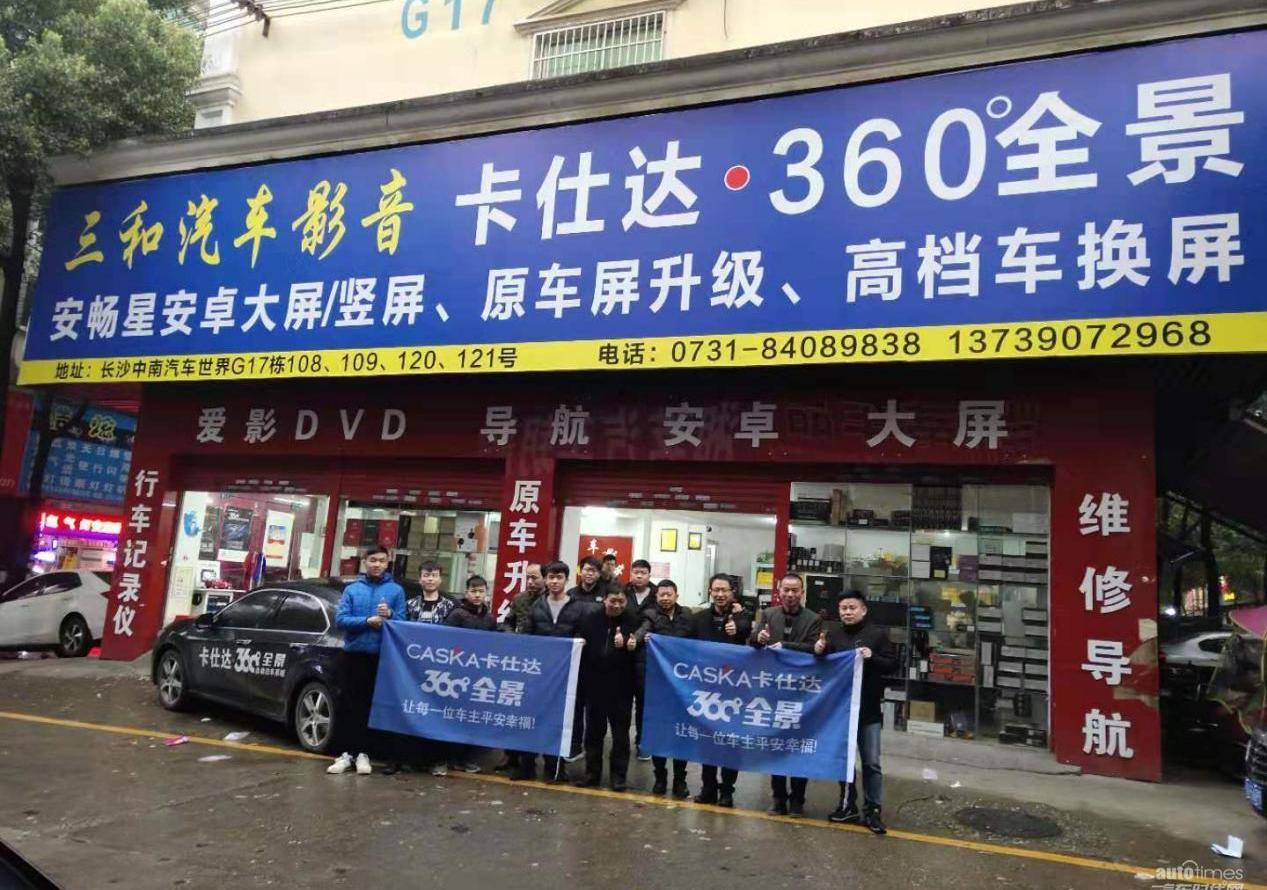 G17
三和汽车影音
卡仕达·360°全景
安畅星安卓大屏/竖屏、原车屏升级、高档车换屏
地址：长沙中南汽车世界G17栋108、109、120、121号
电话：0731-84089838 13739072968
爱影DVD 导航 安卓 大屏
行车记录仪
原车升级
维修导航
卡仕达360°全景
CASKA卡仕达
360°全景
让每一位车主平安幸福!
CASKA卡仕达
360°全景
让每一位车主平安幸福!
autotimes